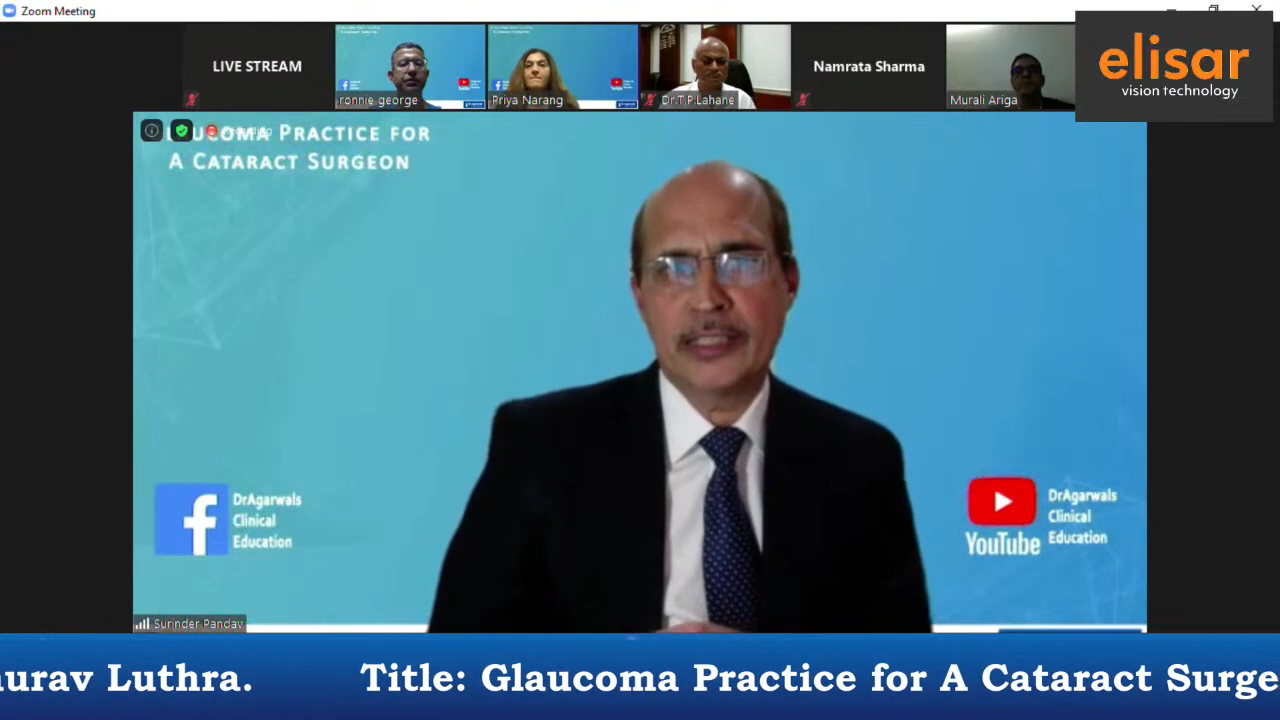 Zoom Meeting
LIVE STREAM
ronnie george
Priya Narang
Dr.T.P.Lahane
Namrata Sharma
Murali Ariga
elisar
vision technology
PRACTICE FOR
A CATARACT SURGEON
DrAgarwals
Clinical
Education
DrAgarwals
Clinical
Education
YouTube
Surinder Pandav
urav Luthra. Title: Glaucoma Practice for A Cataract Surge